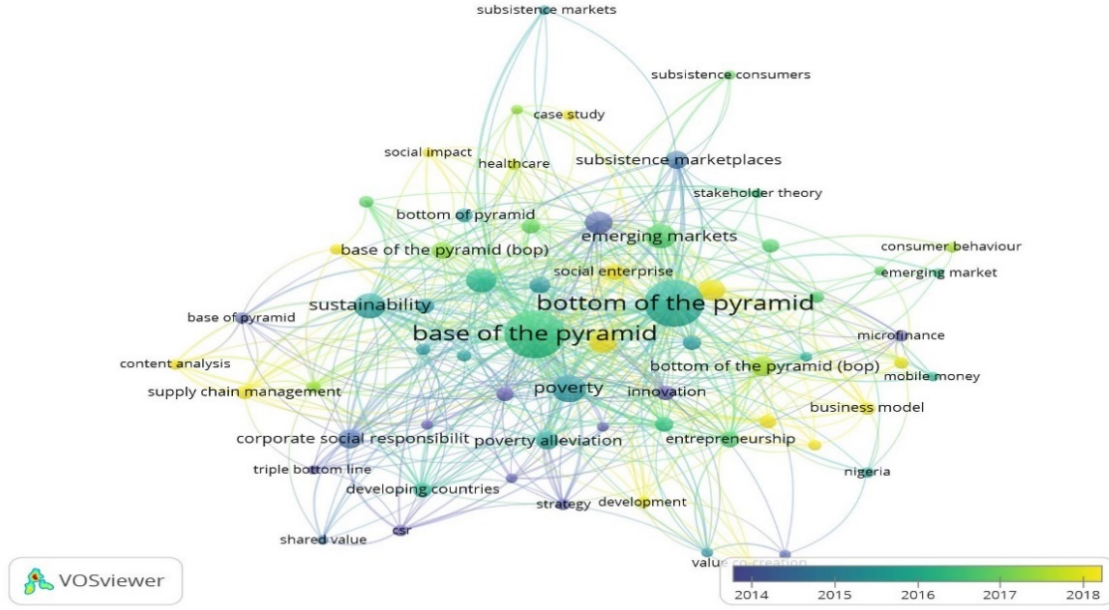 subsistence markets
subsistence consumers
case study
social impact
healthcare
subsistence marketplaces
stakeholder theory
bottom of pyramid
emerging markets
consumer behaviour
base of the pyramid (bop)
social enterprise
emerging market
sustainability
bottom of the pyramid
base of pyramid
base of the pyramid
microfinance
content analysis
bottom of the pyramid (bop)
mobile money
supply chain management
poverty
innovation
business model
corporate social responsibilit
poverty alleviation
entrepreneurship
triple bottom line
nigeria
developing countries
strategy
development
csr
shared value
value co-creation
VOSviewer
2014 2015 2016 2017 2018